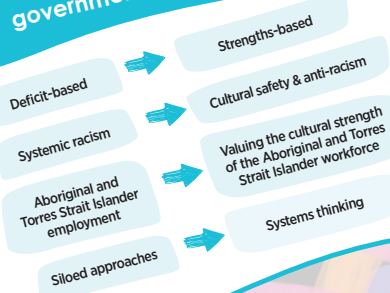 governme
Deficit-based
Strengths-based
Systemic racism
Cultural safety & anti-racism
Aboriginal and
Torres Strait Islander
employment
Valuing the cultural strength
of the Aboriginal and Torres
Strait Islander workforce
Siloed approaches
Systems thinking